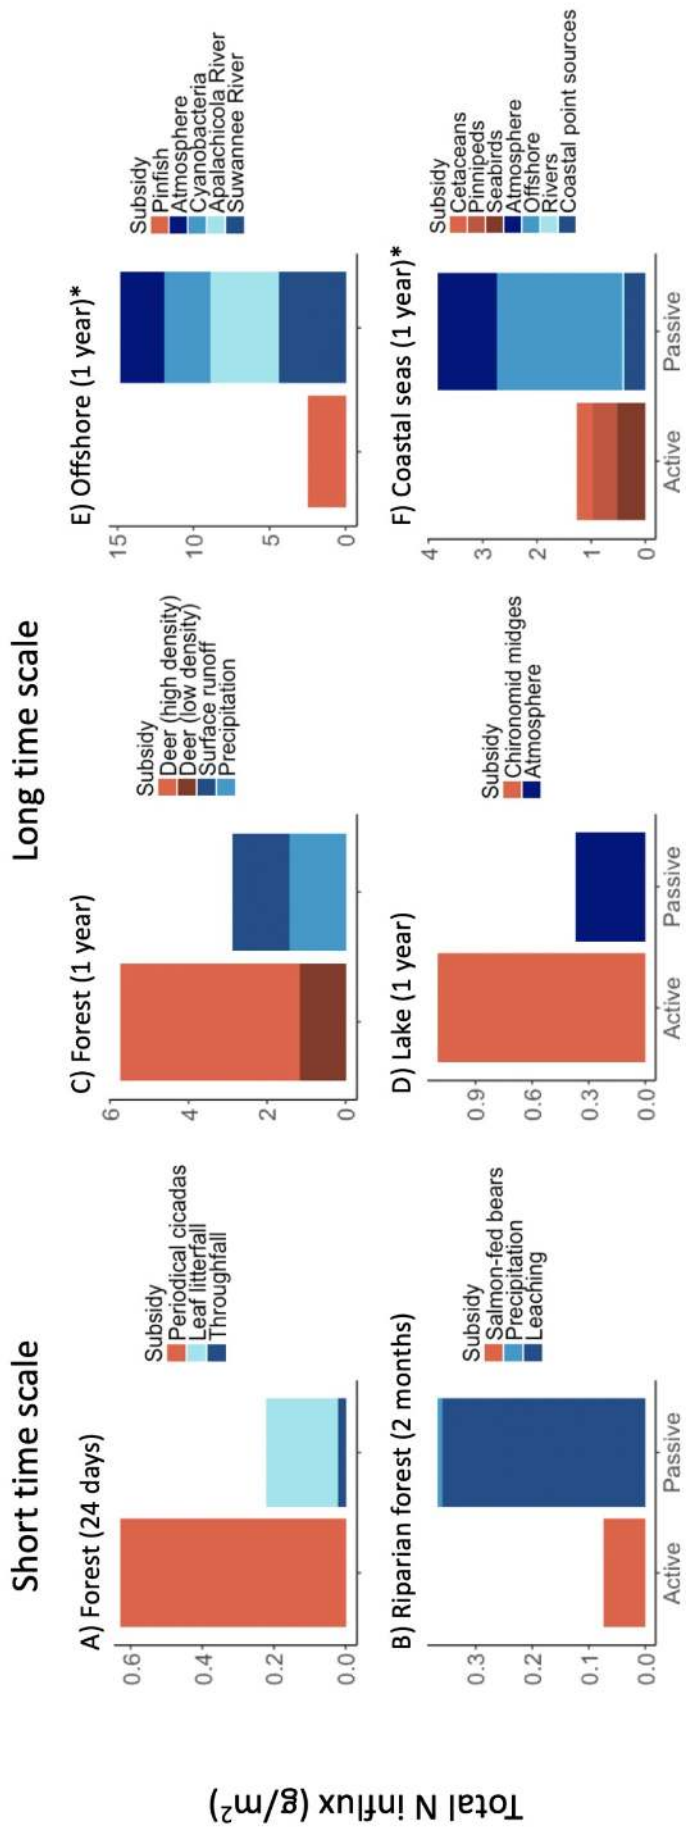 Short time scale
Long time scale
Total N influx (g/m²)
A) Forest (24 days)
0.6
0.4
0.2
0.0
Subsidy
Periodical cicadas
Leaf litterfall
Throughfall
C) Forest (1 year)
6
4
2
0
Subsidy
Deer (high density)
Deer (low density)
Surface runoff
Precipitation
E) Offshore (1 year)*
15
10
5
0
Subsidy
Pinfish
Atmosphere
Cyanobacteria
Apalachicola River
Suwannee River
B) Riparian forest (2 months)
0.3
0.2
0.1
0.0
Active
Passive
Subsidy
Salmon-fed bears
Precipitation
Leaching
D) Lake (1 year)
0.9
0.6
0.3
0.0
Active
Passive
Subsidy
Chironomid midges
Atmosphere
F) Coastal seas (1 year)*
4
3
2
1
0
Active
Passive
Subsidy
Cetaceans
Pinnipeds
Seabirds
Atmosphere
Offshore
Rivers
Coastal point sources